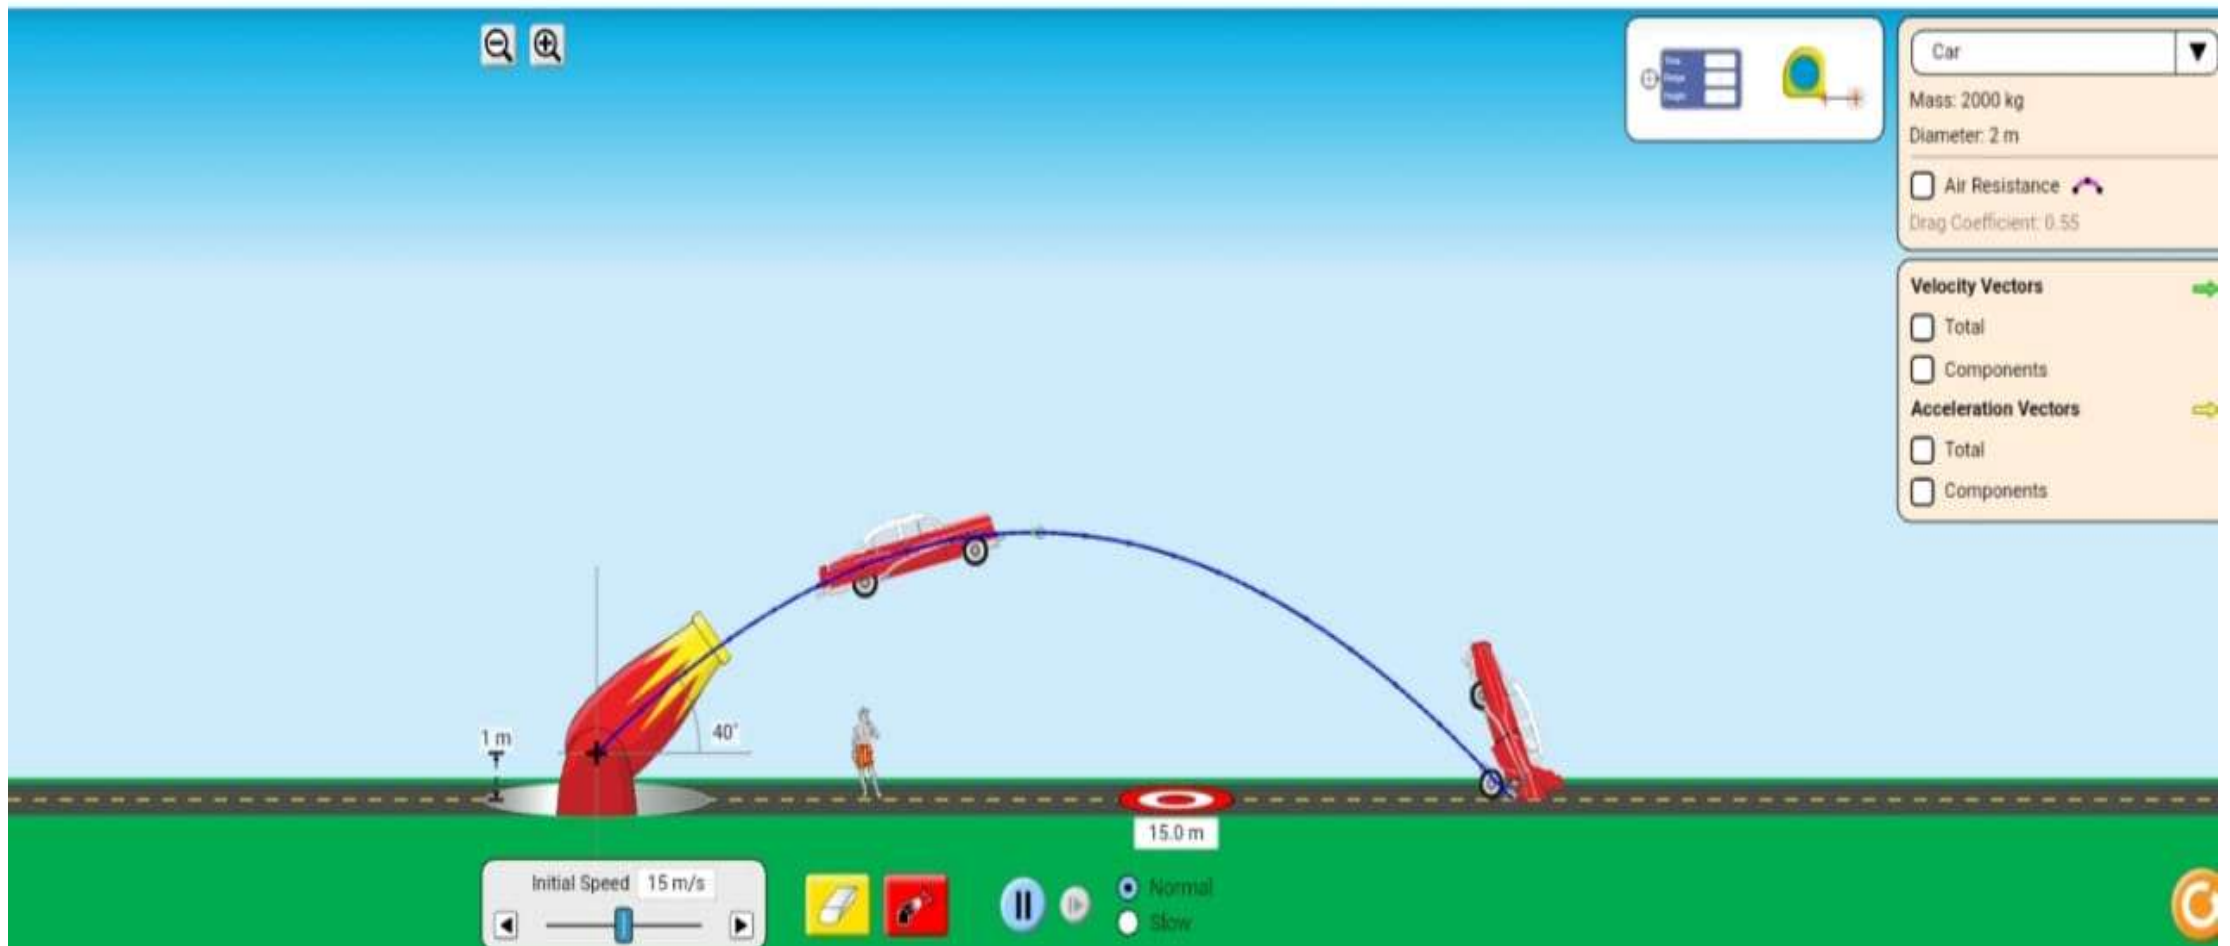 Car
Mass: 2000 kg
Diameter: 2 m
Air Resistance
Drag Coefficient: 0.55
Velocity Vectors
Total
Components
Acceleration Vectors
Total
Components
40°
1 m
15.0 m
Initial Speed 15 m/s
Normal
Slow